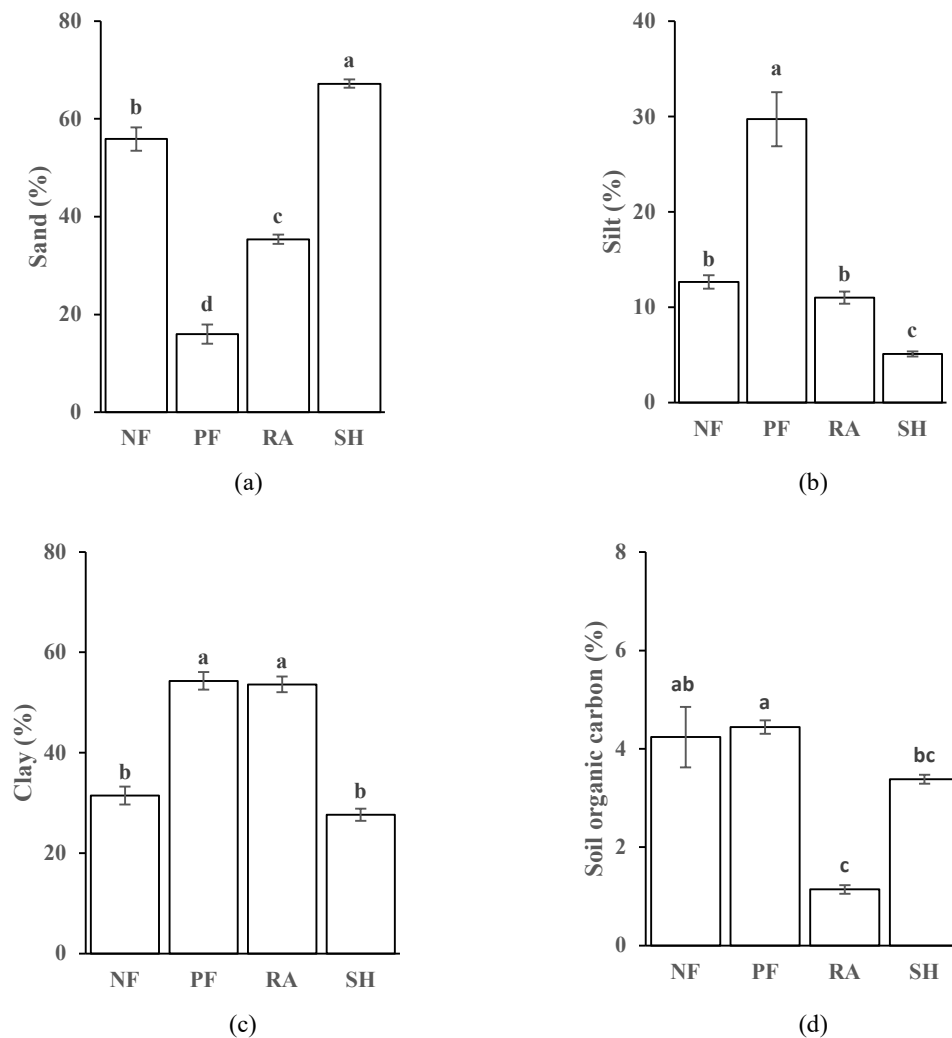 80
60
40
20
0
Sand (%)
b
d
c
a
NF PF RA SH
(a)
40
30
20
10
0
Silt (%)
b
a
b
c
NF PF RA SH
(b)
80
60
40
20
0
Clay (%)
b
a
a
b
NF PF RA SH
(c)
8
6
4
2
0
Soil organic carbon (%)
ab
a
c
bc
NF PF RA SH
(d)